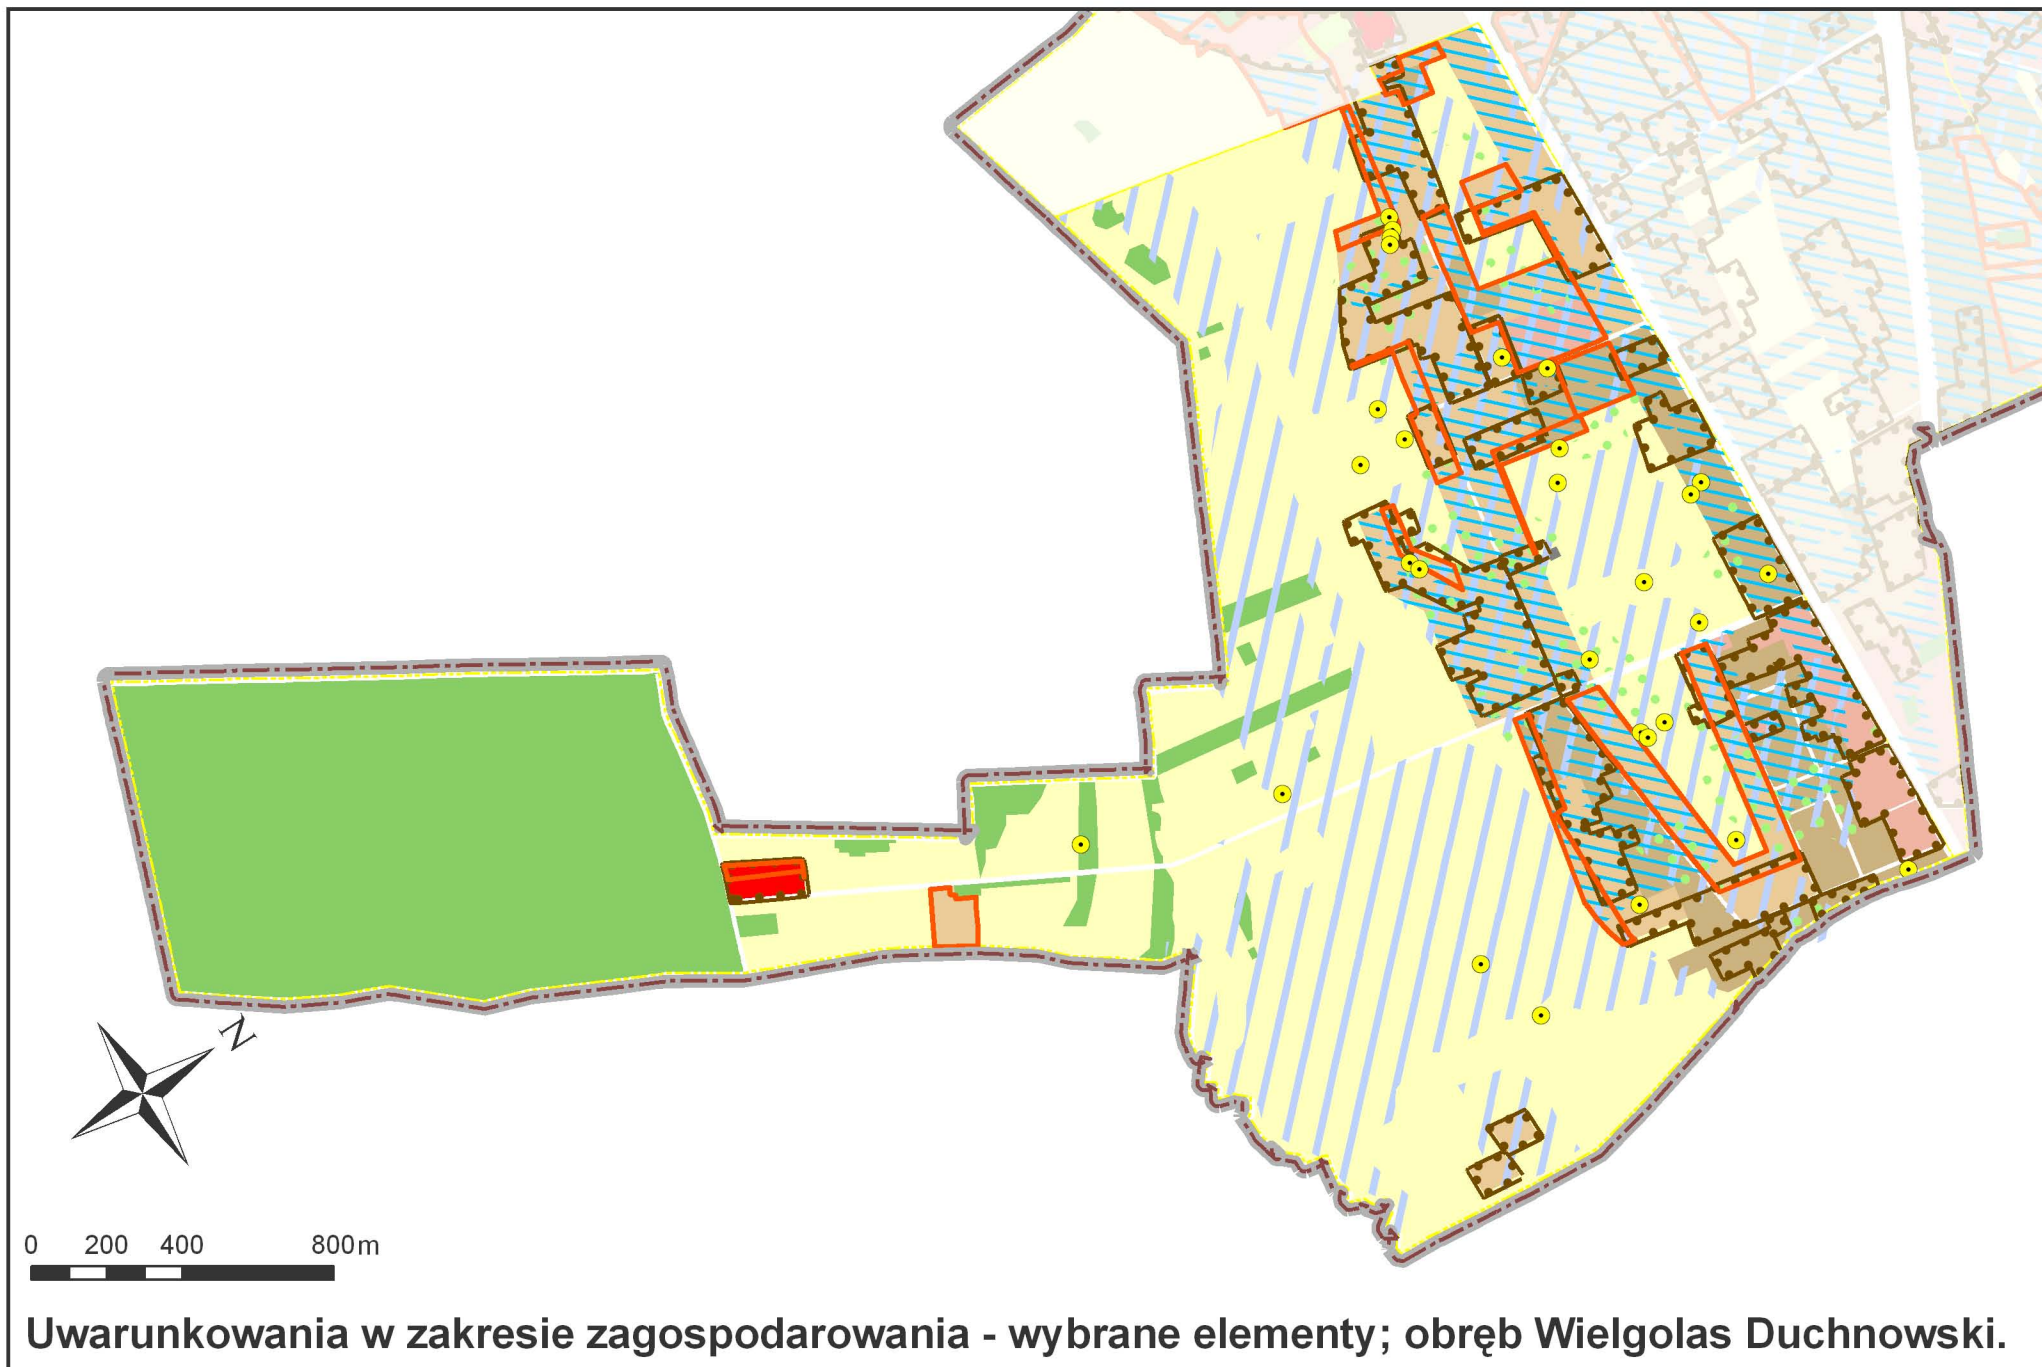 N
0 200 400 800m
Uwarunkowania w zakresie zagospodarowania - wybrane elementy; obręb Wielgolas Duchnowski.